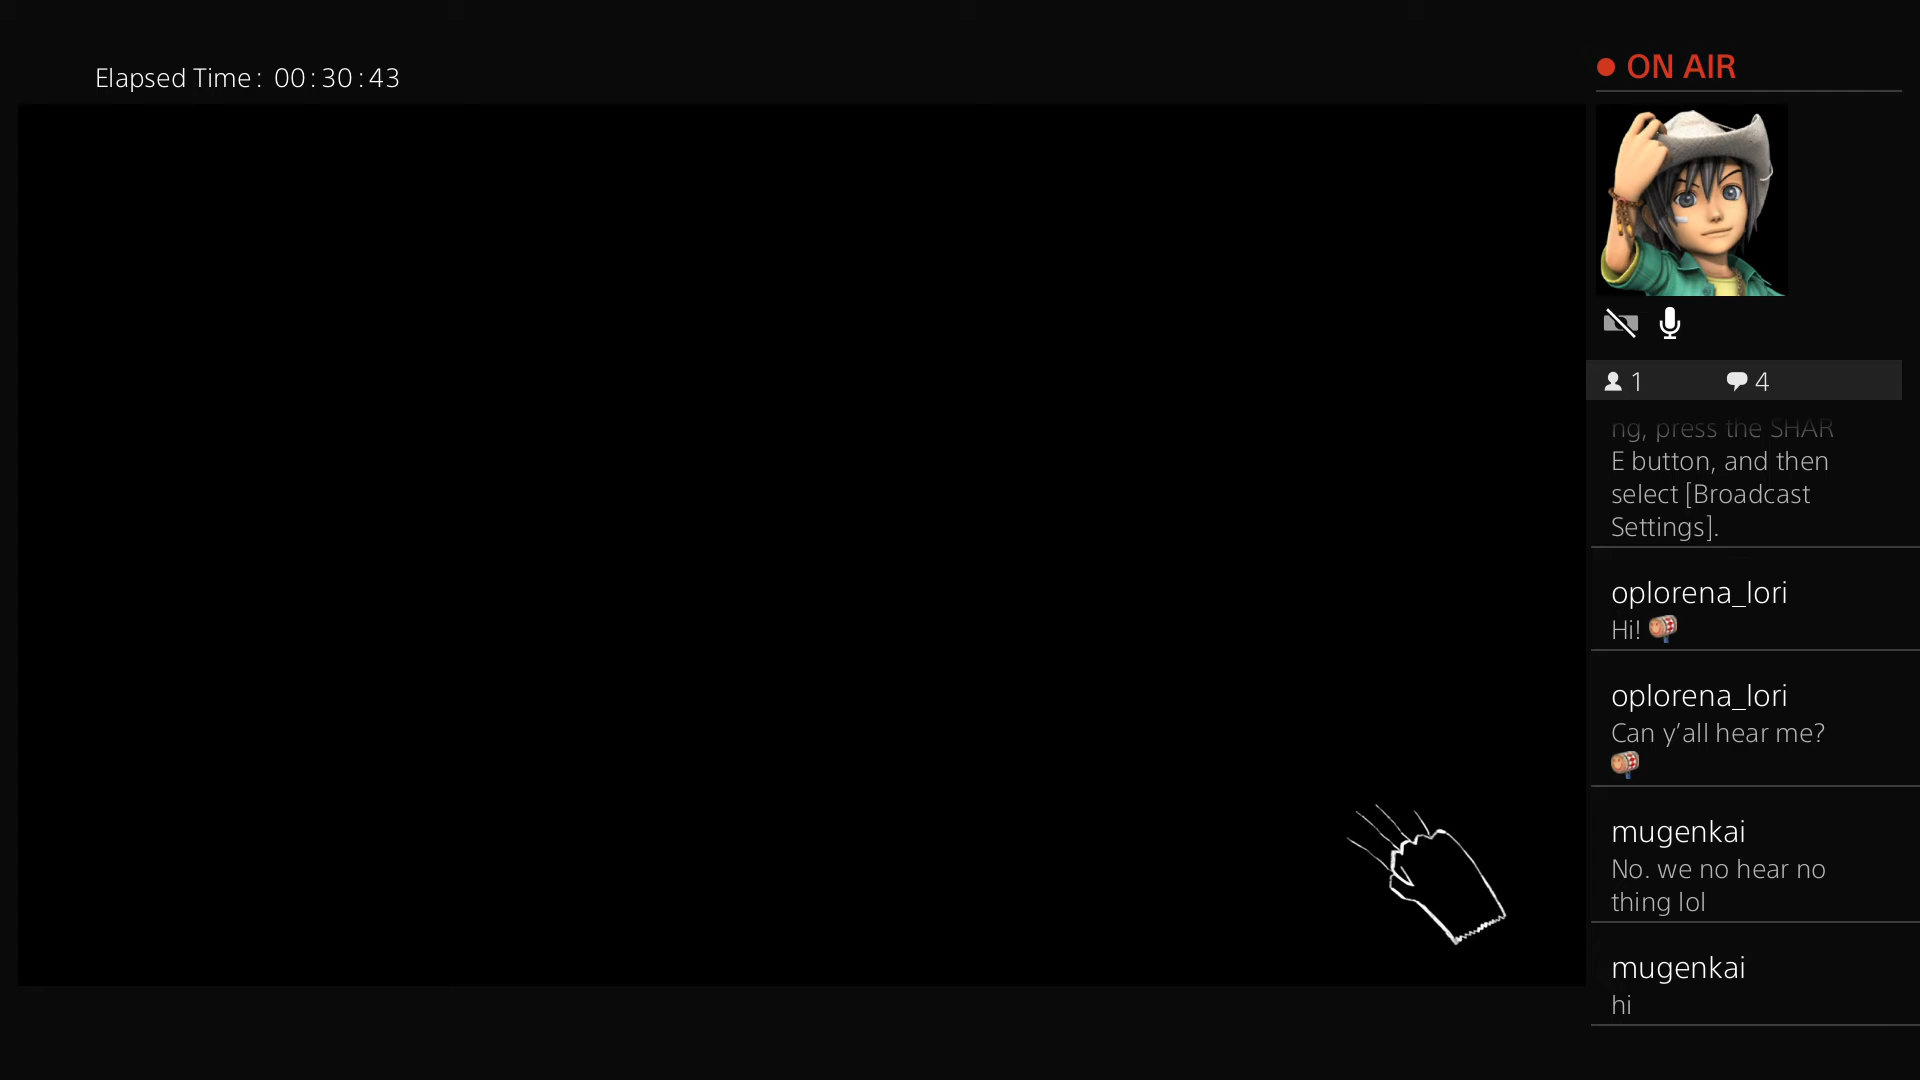 Elapsed Time: 00:30:43
ON AIR
1 4
ng, press the SHAR
E button, and then
select [Broadcast
Settings].
oplorena_lori
Hi!
oplorena_lori
Can y’all hear me?
mugenkai
No. we no hear no
thing lol
mugenkai
hi